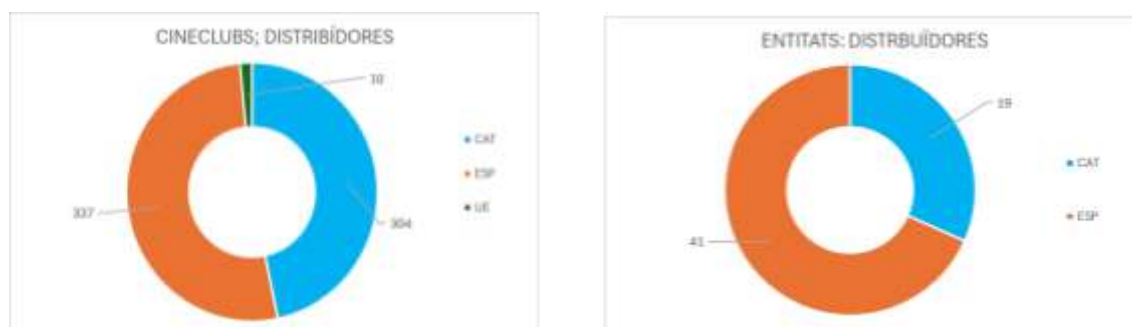 CINECLUBS; DISTRIBÏDORES
10
CAT
ESP
UE
337
304
ENTITATS: DISTRBUÏDORES
19
CAT
ESP
41